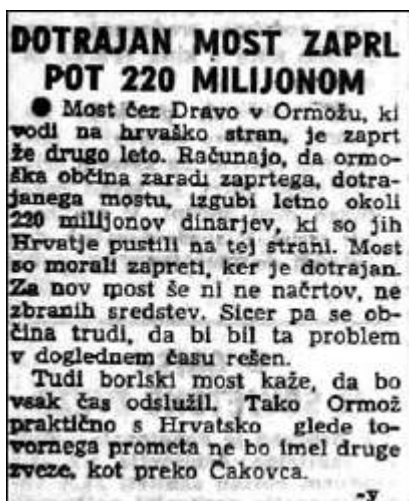 DOTRAJAN MOST ZAPRL
POT 220 MILIJONOM
● Most čez Dravo v Ormožu, ki
vodi na hrvaško stran, je zaprt
že drugo leto. Računajo, da ormo-
ška občina zaradi zaprtega, dotra-
janega mostu, izgubi letno okoli
220 milijonov dinarjev, ki so jih
Hrvatje pustili na tej strani. Most
so morali zapreti, ker je dotrajan.
Za nov most še ni ne načrtov, ne
zbranih sredstev. Sicer pa se ob-
čina trudi, da bi bil ta problem
v doglednem času rešen.
Tudi borlski most kaže, da bo
vsak čas odslužil. Tako Ormož
praktično s Hrvatsko glede to-
vornega prometa ne bo imel druge
zveze, kot preko Čakovca.